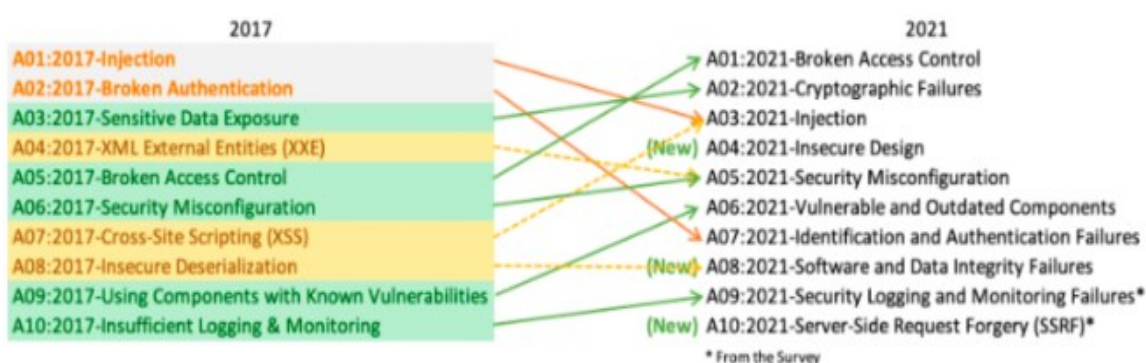 2017
A01:2017-Injection
A02:2017-Broken Authentication
A03:2017-Sensitive Data Exposure
A04:2017-XML External Entities (XXE)
A05:2017-Broken Access Control
A06:2017-Security Misconfiguration
A07:2017-Cross-Site Scripting (XSS)
A08:2017-Insecure Deserialization
A09:2017-Using Components with Known Vulnerabilities
A10:2017-Insufficient Logging & Monitoring
2021
A01:2021-Broken Access Control
A02:2021-Cryptographic Failures
A03:2021-Injection
(New) A04:2021-Insecure Design
A05:2021-Security Misconfiguration
A06:2021-Vulnerable and Outdated Components
A07:2021-Identification and Authentication Failures
(New) A08:2021-Software and Data Integrity Failures
A09:2021-Security Logging and Monitoring Failures*
(New) A10:2021-Server-Side Request Forgery (SSRF)*
* From the Survey